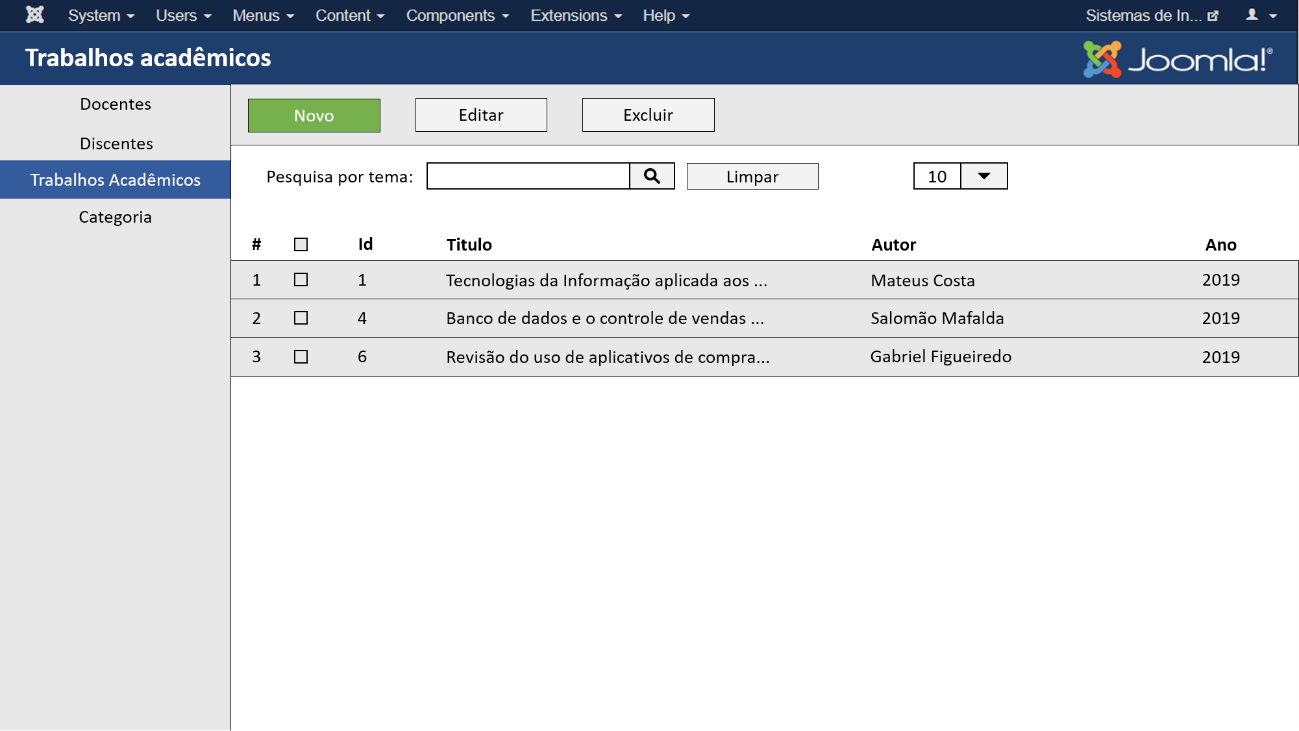 System Users Menus Content Components Extensions Help Sistemas de In...
Trabalhos acadêmicos Joomla!®
Docentes
Discentes
Trabalhos Acadêmicos
Categoria
Novo Editar Excluir
Pesquisa por tema: Limpar 10
# Id Titulo Autor Ano
1 1 Tecnologias da Informação aplicada aos ... Mateus Costa 2019
2 4 Banco de dados e o controle de vendas ... Salomão Mafalda 2019
3 6 Revisão do uso de aplicativos de compra... Gabriel Figueiredo 2019